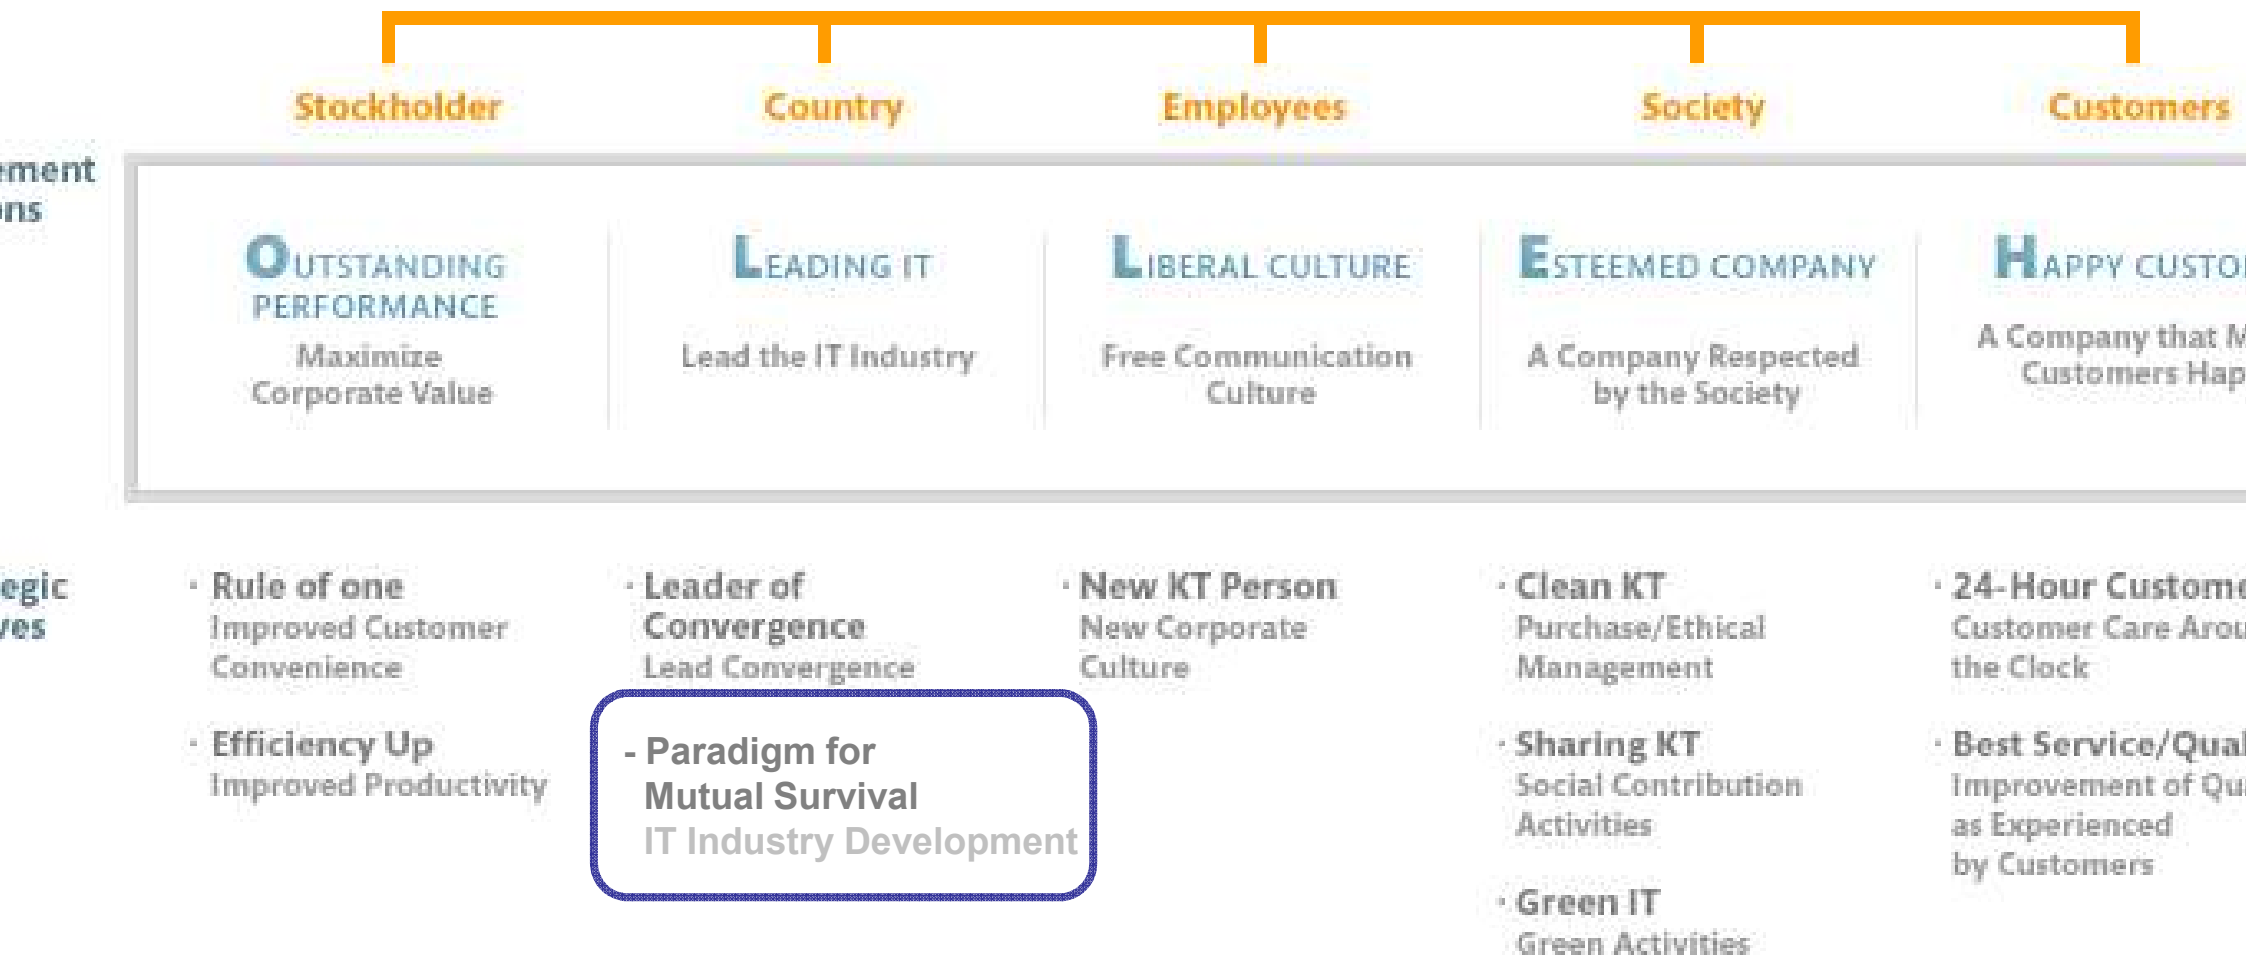 Stockholder Country Employees Society Customers
ement
ons
OUTSTANDING
PERFORMANCE
Maximize
Corporate Value
LEADING IT
Lead the IT Industry
LIBERAL CULTURE
Free Communication
Culture
ESTEEMED COMPANY
A Company Respected
by the Society
HAPPY CUSTO
A Company that M
Customers Hap
egic
ves
· Rule of one
Improved Customer
Convenience
· Efficiency Up
Improved Productivity
· Leader of
Convergence
Lead Convergence
- Paradigm for
Mutual Survival
IT Industry Development
· New KT Person
New Corporate
Culture
· Clean KT
Purchase/Ethical
Management
· Sharing KT
Social Contribution
Activities
· Green IT
Green Activities
· 24-Hour Custome
Customer Care Arou
the Clock
· Best Service/Qual
Improvement of Qua
as Experienced
by Customers